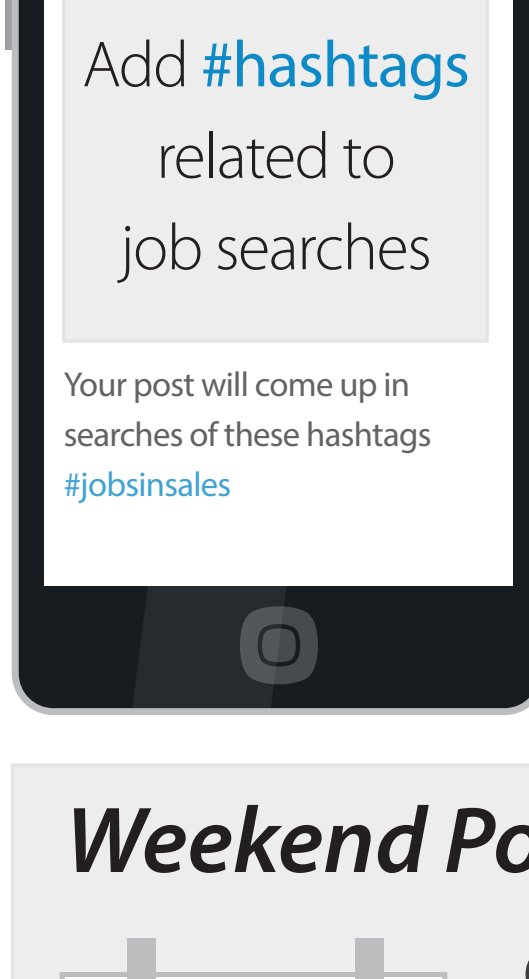 Add #hashtags
related to
job searches
Your post will come up in
searches of these hashtags
#jobsinsales
Weekend